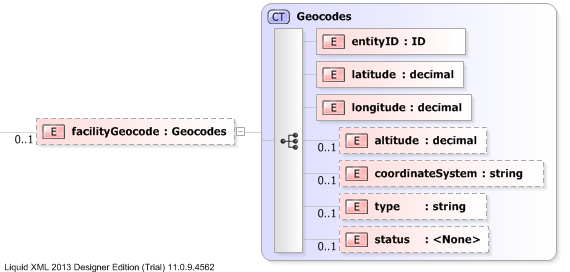 CT Geocodes
E entityID : ID
E latitude : decimal
E longitude : decimal
0..1 E facilityGeocode : Geocodes
0..1 E altitude : decimal
0..1 E coordinateSystem : string
0..1 E type : string
0..1 E status : <None>
Liquid XML 2013 Designer Edition (Trial) 11.0.9.4562